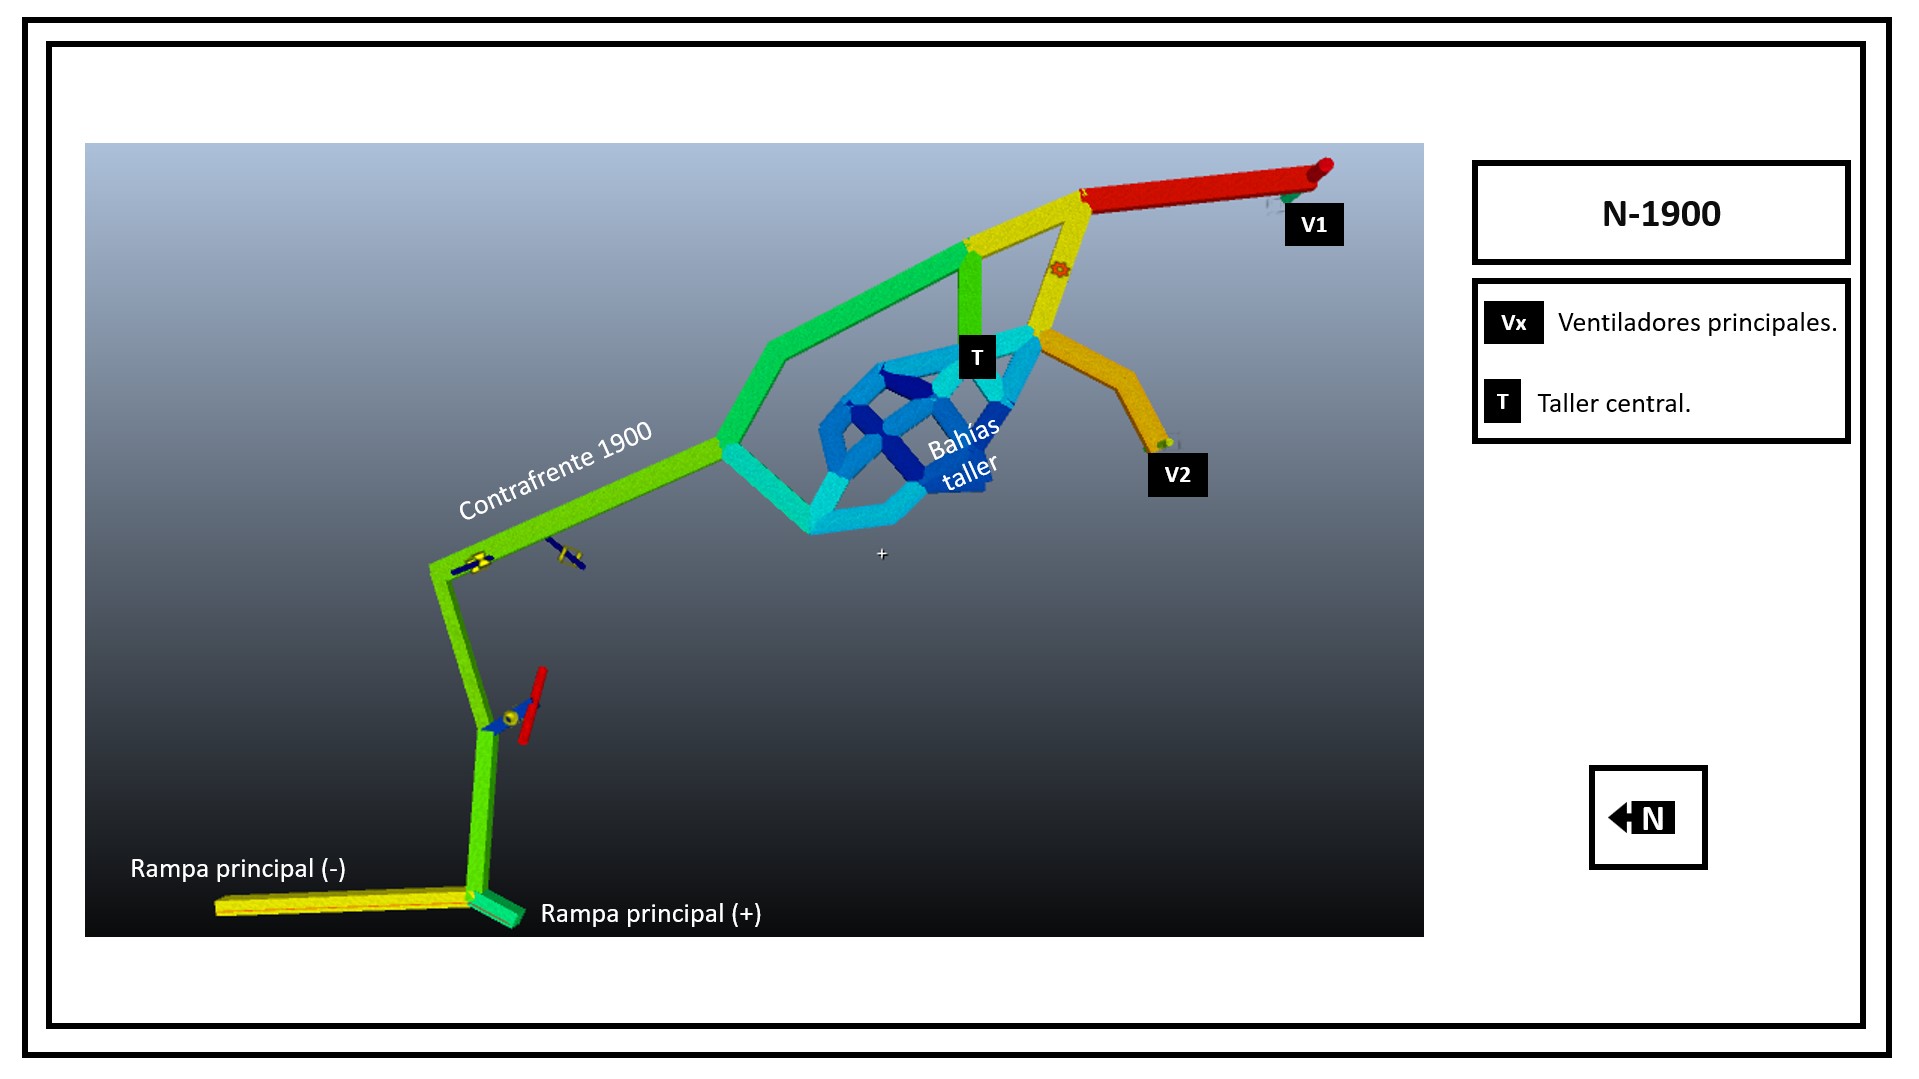 N-1900
Vx Ventiladores principales.
T Taller central.
V1
T
Contrafrente 1900
Bahías
taller
V2
Rampa principal (-)
Rampa principal (+)
N